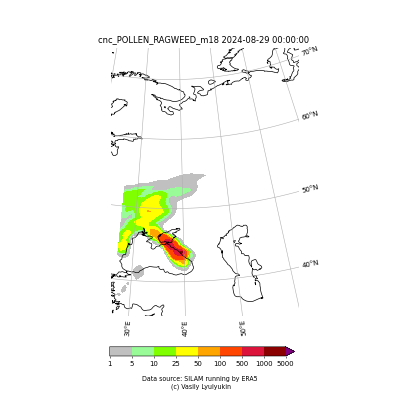 cnc_POLLEN_RAGWEED_m18 2024-08-29 00:00:00
70°N
60°N
50°N
40°N
30°E
40°E
50°E
1 5 10 25 50 100 500 1000 5000
Data source: SILAM running by ERA5
(c) Vasily Lyulyukin